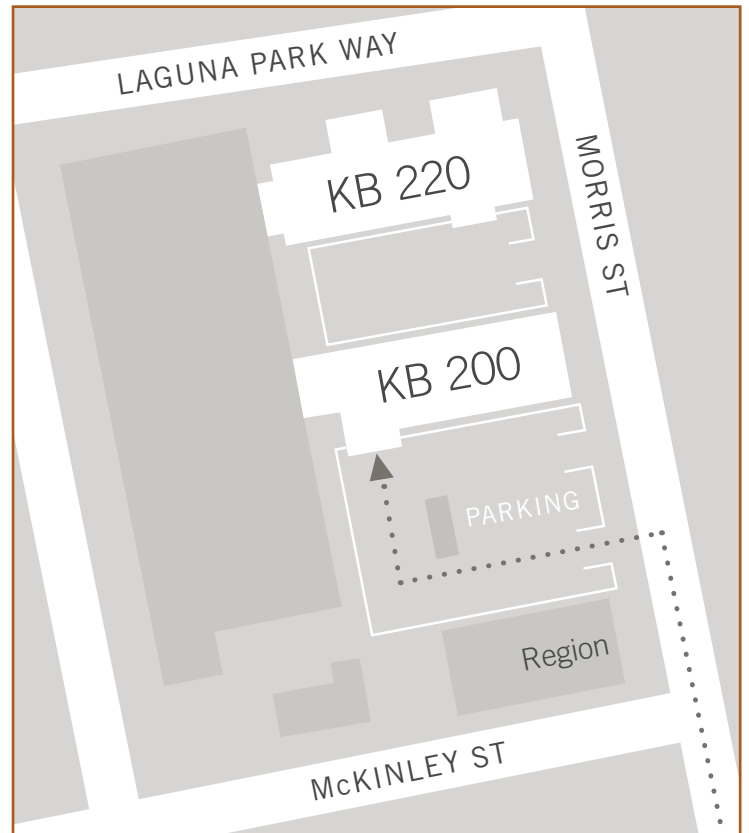 LAGUNA PARK WAY
MORRIS ST
KB 220
KB 200
PARKING
Region
McKINLEY ST